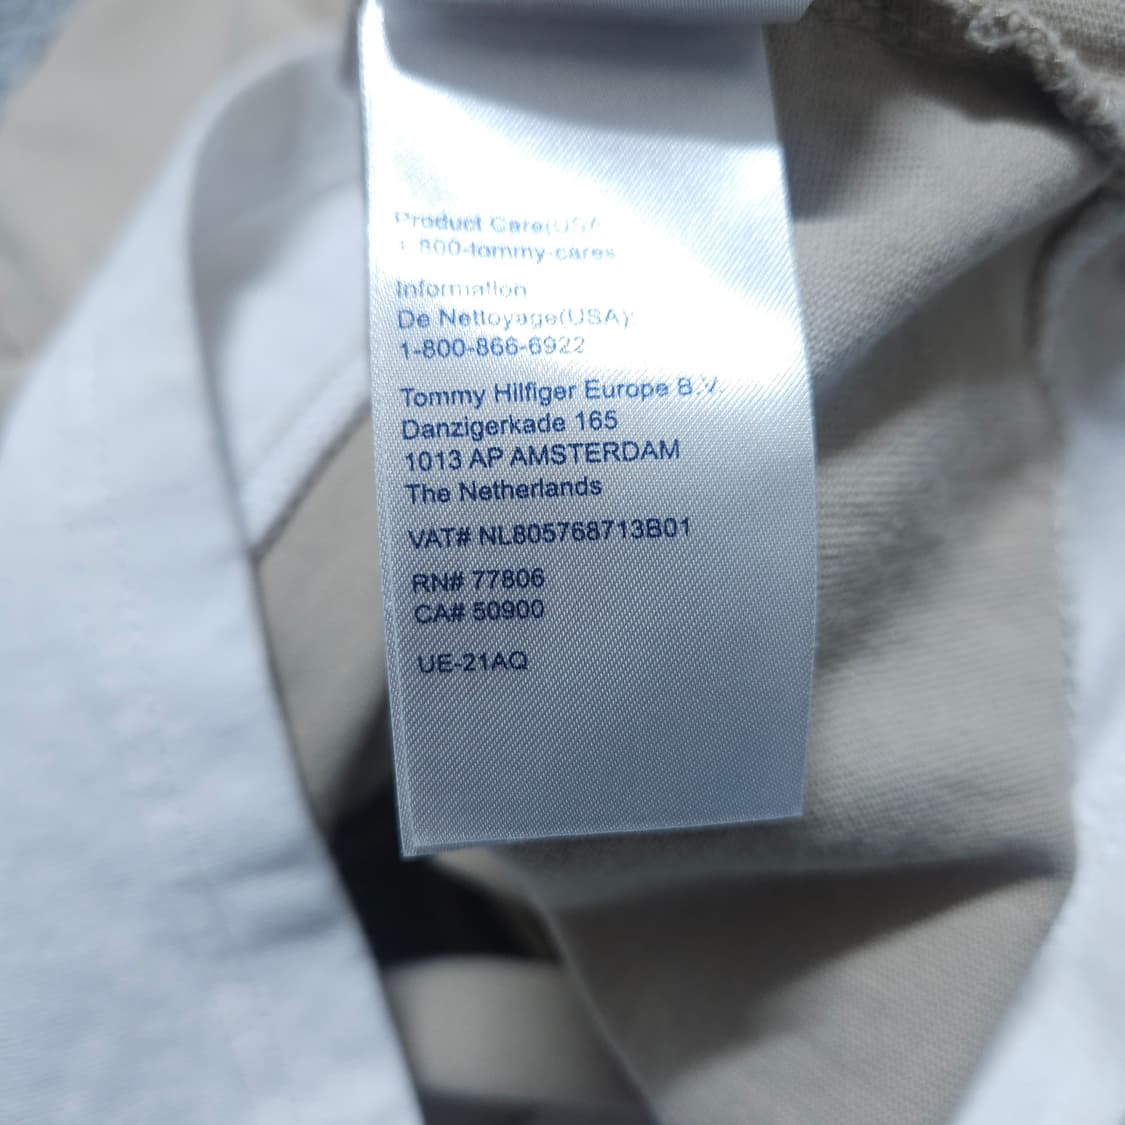 Product Care(USA
1-800-tommy-cares
Information
De Nettoyage(USA)
1-800-866-6922
Tommy Hilfiger Europe B.V.
Danzigerkade 165
1013 AP AMSTERDAM
The Netherlands
VAT# NL805768713B01
RN# 77806
CA# 50900
UE-21AQ